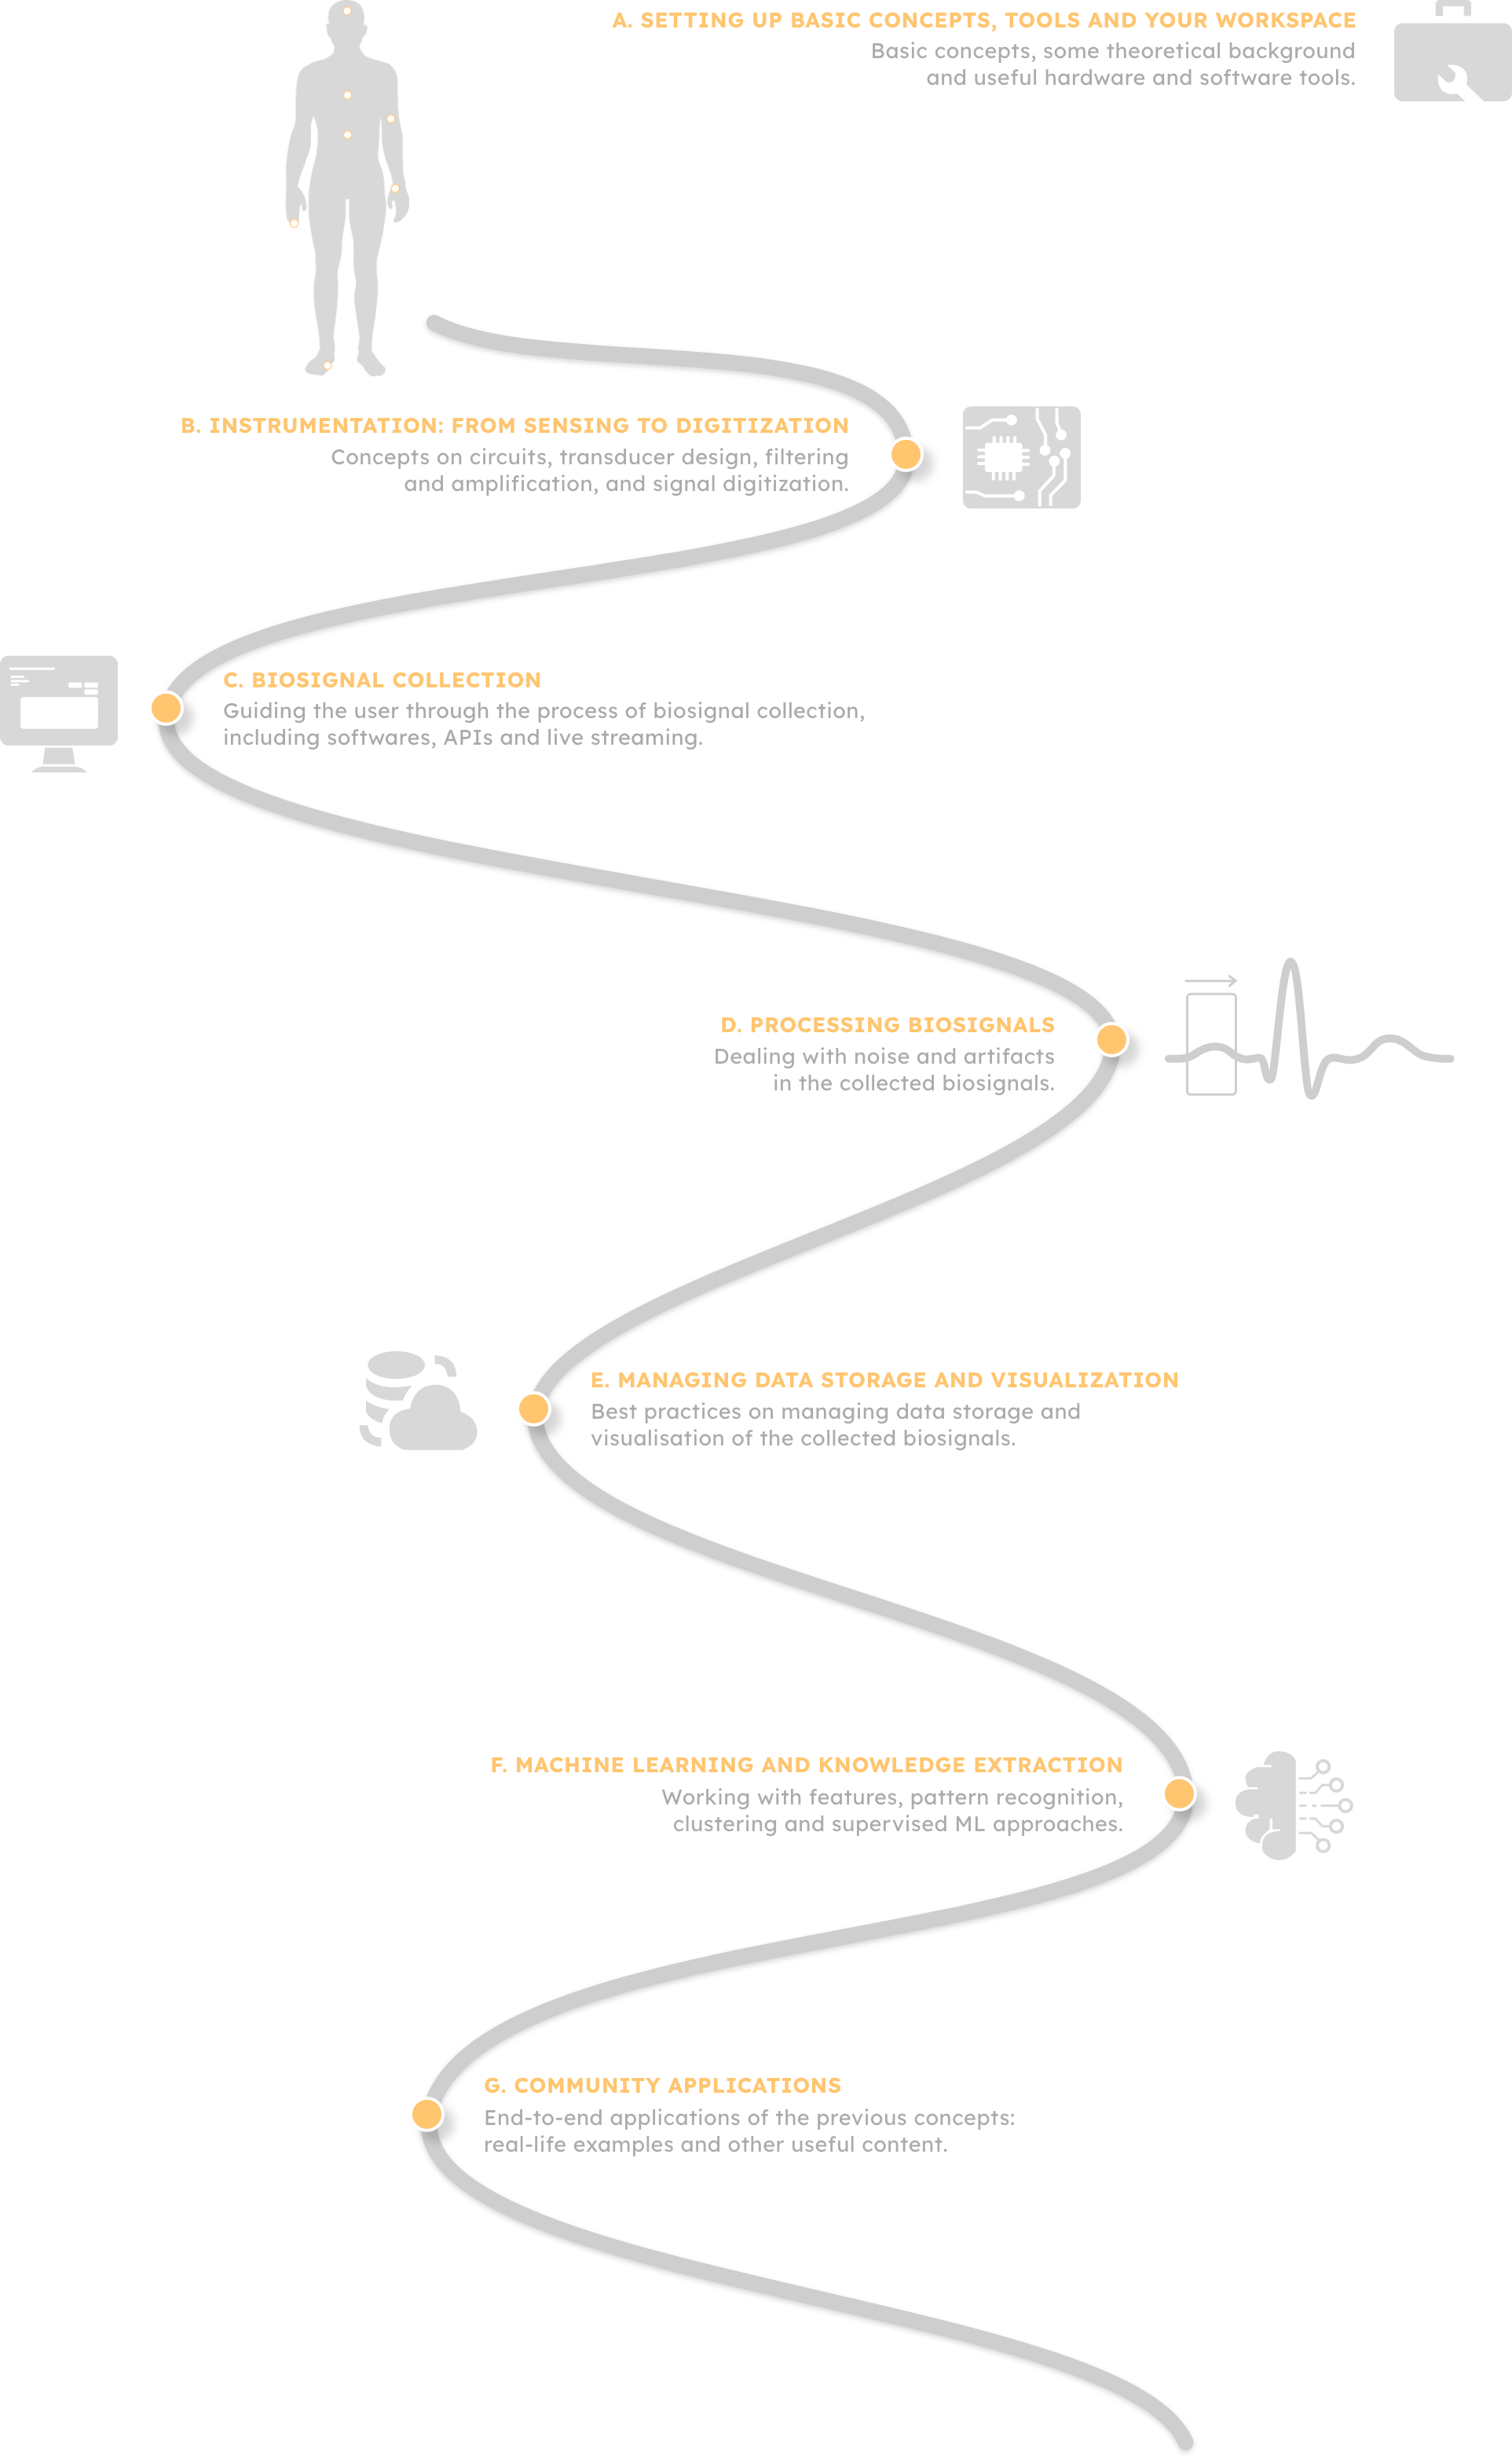 A. SETTING UP BASIC CONCEPTS, TOOLS AND YOUR WORKSPACE
Basic concepts, some theoretical background
and useful hardware and software tools.
B. INSTRUMENTATION: FROM SENSING TO DIGITIZATION
Concepts on circuits, transducer design, filtering
and amplification, and signal digitization.
C. BIOSIGNAL COLLECTION
Guiding the user through the process of biosignal collection,
including softwares, APIs and live streaming.
D. PROCESSING BIOSIGNALS
Dealing with noise and artifacts
in the collected biosignals.
E. MANAGING DATA STORAGE AND VISUALIZATION
Best practices on managing data storage and
visualisation of the collected biosignals.
F. MACHINE LEARNING AND KNOWLEDGE EXTRACTION
Working with features, pattern recognition,
clustering and supervised ML approaches.
G. COMMUNITY APPLICATIONS
End-to-end applications of the previous concepts:
real-life examples and other useful content.